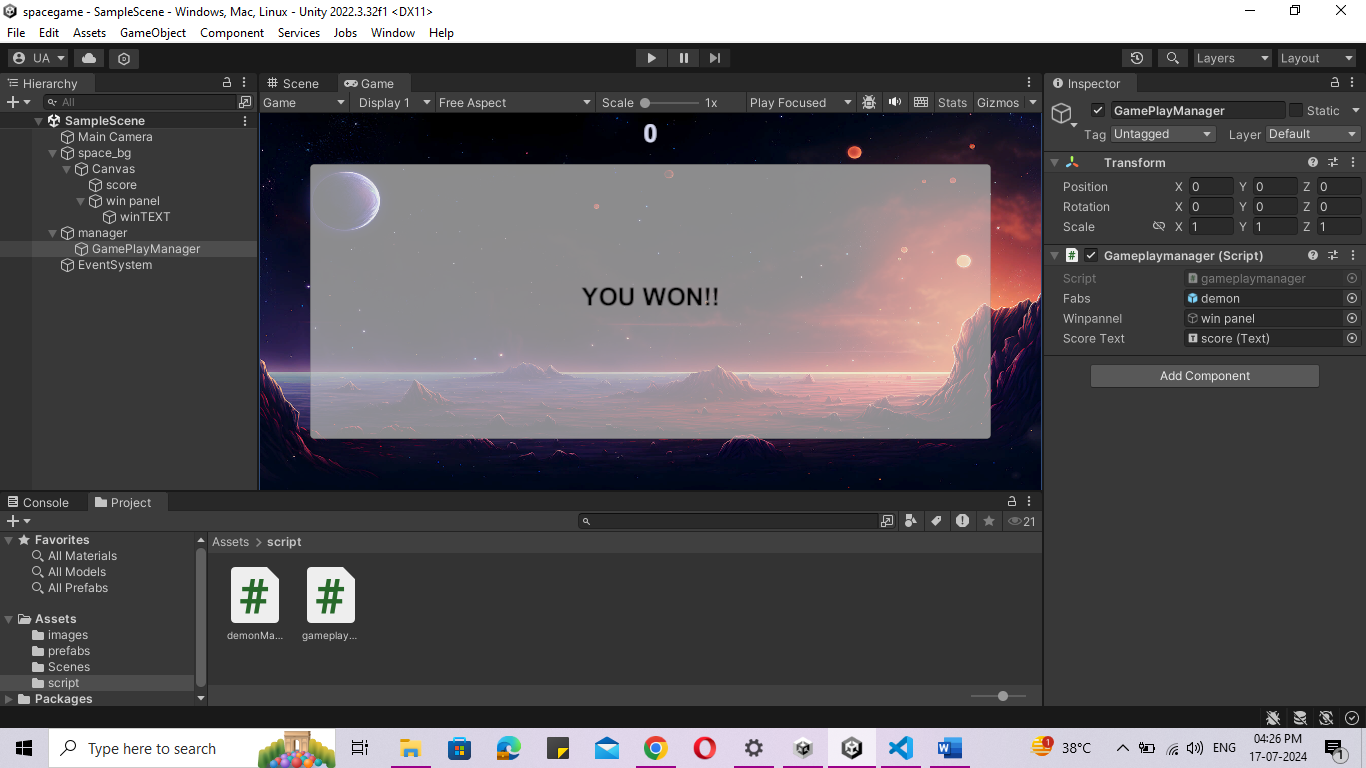 spacegame - SampleScene - Windows, Mac, Linux - Unity 2022.3.32f1 <DX11>
File Edit Assets GameObject Component Services Jobs Window Help
UA
Layers Layout
Hierarchy
All
SampleScene
Main Camera
space_bg
Canvas
score
win panel
winTEXT
manager
GamePlayManager
EventSystem
Scene Game
Game Display 1 Free Aspect Scale 1x Play Focused Stats Gizmos
0
YOU WON!!
Inspector
GamePlayManager Static
Tag Untagged Layer Default
Transform
Position X 0 Y 0 Z 0
Rotation X 0 Y 0 Z 0
Scale X 1 Y 1 Z 1
# Gameplaymanager (Script)
Script gameplaymanager
Fabs demon
Winpannel win panel
Score Text score (Text)
Add Component
Console Project
21
Favorites
All Materials
All Models
All Prefabs
Assets
images
prefabs
Scenes
script
Packages
Assets > script
# #
demonMa... gameplay...
Type here to search
1 38°C ENG 04:26 PM
17-07-2024 1